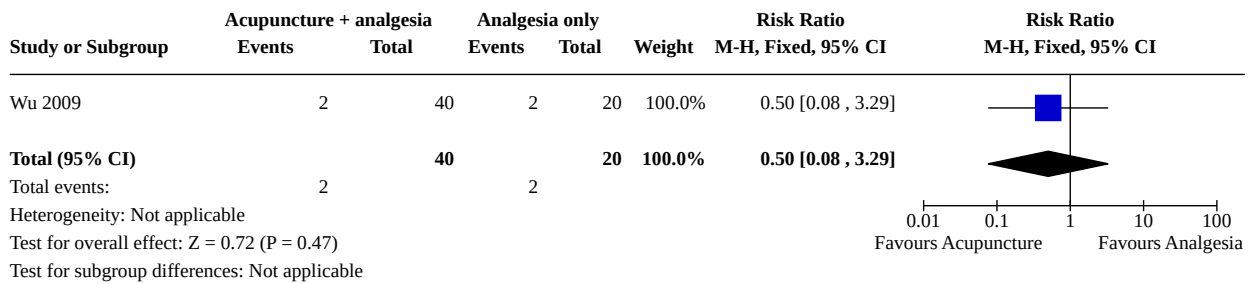 Acupuncture + analgesia Analgesia only Risk Ratio Risk Ratio
Study or Subgroup Events Total Events Total Weight M-H, Fixed, 95% CI M-H, Fixed, 95% CI
Wu 2009 2 40 2 20 100.0% 0.50 [0.08 , 3.29]
Total (95% CI) 40 20 100.0% 0.50 [0.08 , 3.29]
Total events: 2 2
Heterogeneity: Not applicable
0.01 0.1 1 10 100
Test for overall effect: Z = 0.72 (P = 0.47) Favours Acupuncture Favours Analgesia
Test for subgroup differences: Not applicable